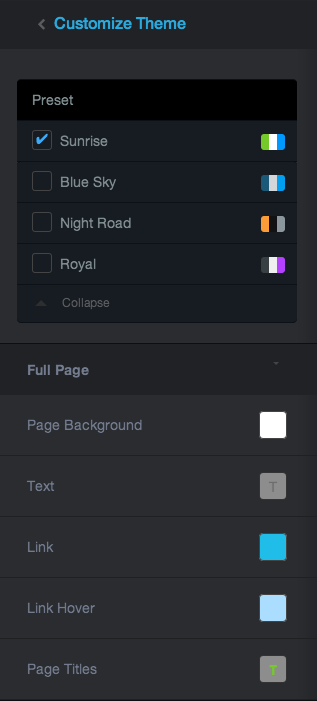 Customize Theme
Preset
Sunrise
Blue Sky
Night Road
Royal
Collapse
Full Page
Page Background
Text
T
Link
Link Hover
Page Titles
T